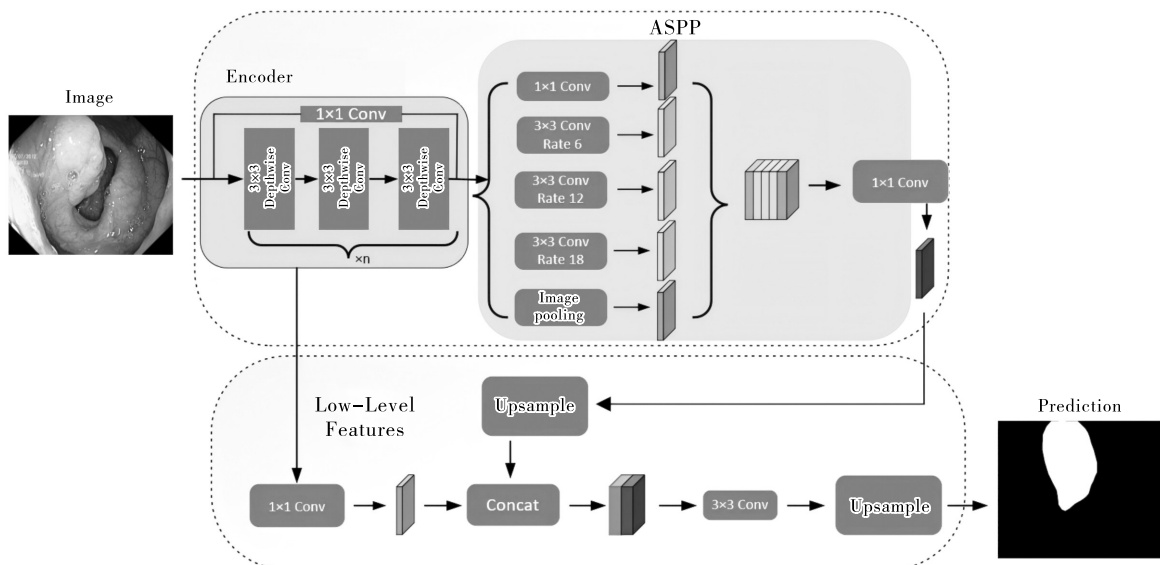 ASPP
Encoder
Image
1×1 Conv
3×3
Depthwise
Conv
3×3
Depthwise
Conv
3×3
Depthwise
Conv
×n
1×1 Conv
3×3 Conv
Rate 6
3×3 Conv
Rate 12
3×3 Conv
Rate 18
Image
pooling
1×1 Conv
Low-Level
Features
Upsample
Prediction
1×1 Conv
Concat
3×3 Conv
Upsample